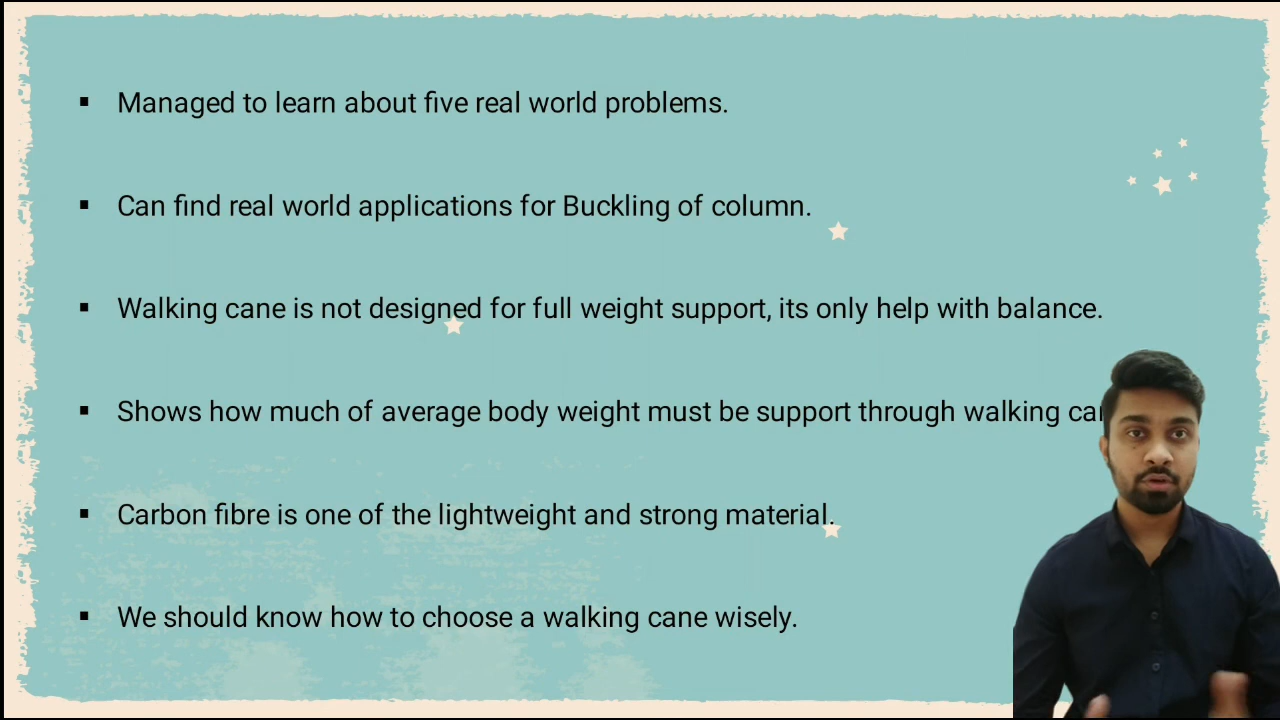 ▪ Managed to learn about five real world problems.
▪ Can find real world applications for Buckling of column.
▪ Walking cane is not designed for full weight support, its only help with balance.
▪ Shows how much of average body weight must be support through walking
▪ Carbon fibre is one of the lightweight and strong material.
▪ We should know how to choose a walking cane wisely.